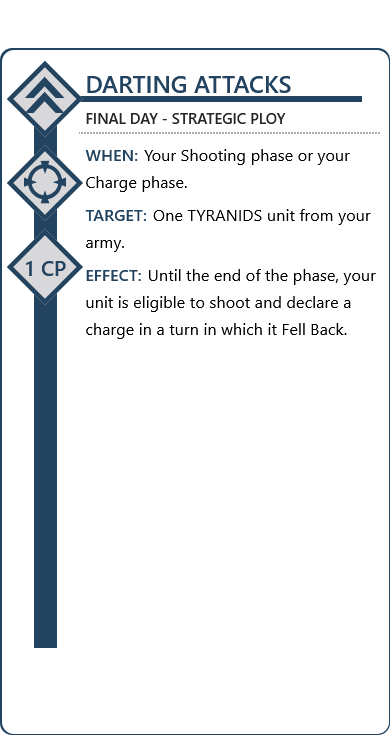 DARTING ATTACKS
FINAL DAY - STRATEGIC PLOY
WHEN: Your Shooting phase or your
Charge phase.
TARGET: One TYRANIDS unit from your
army.
1 CP
EFFECT: Until the end of the phase, your
unit is eligible to shoot and declare a
charge in a turn in which it Fell Back.